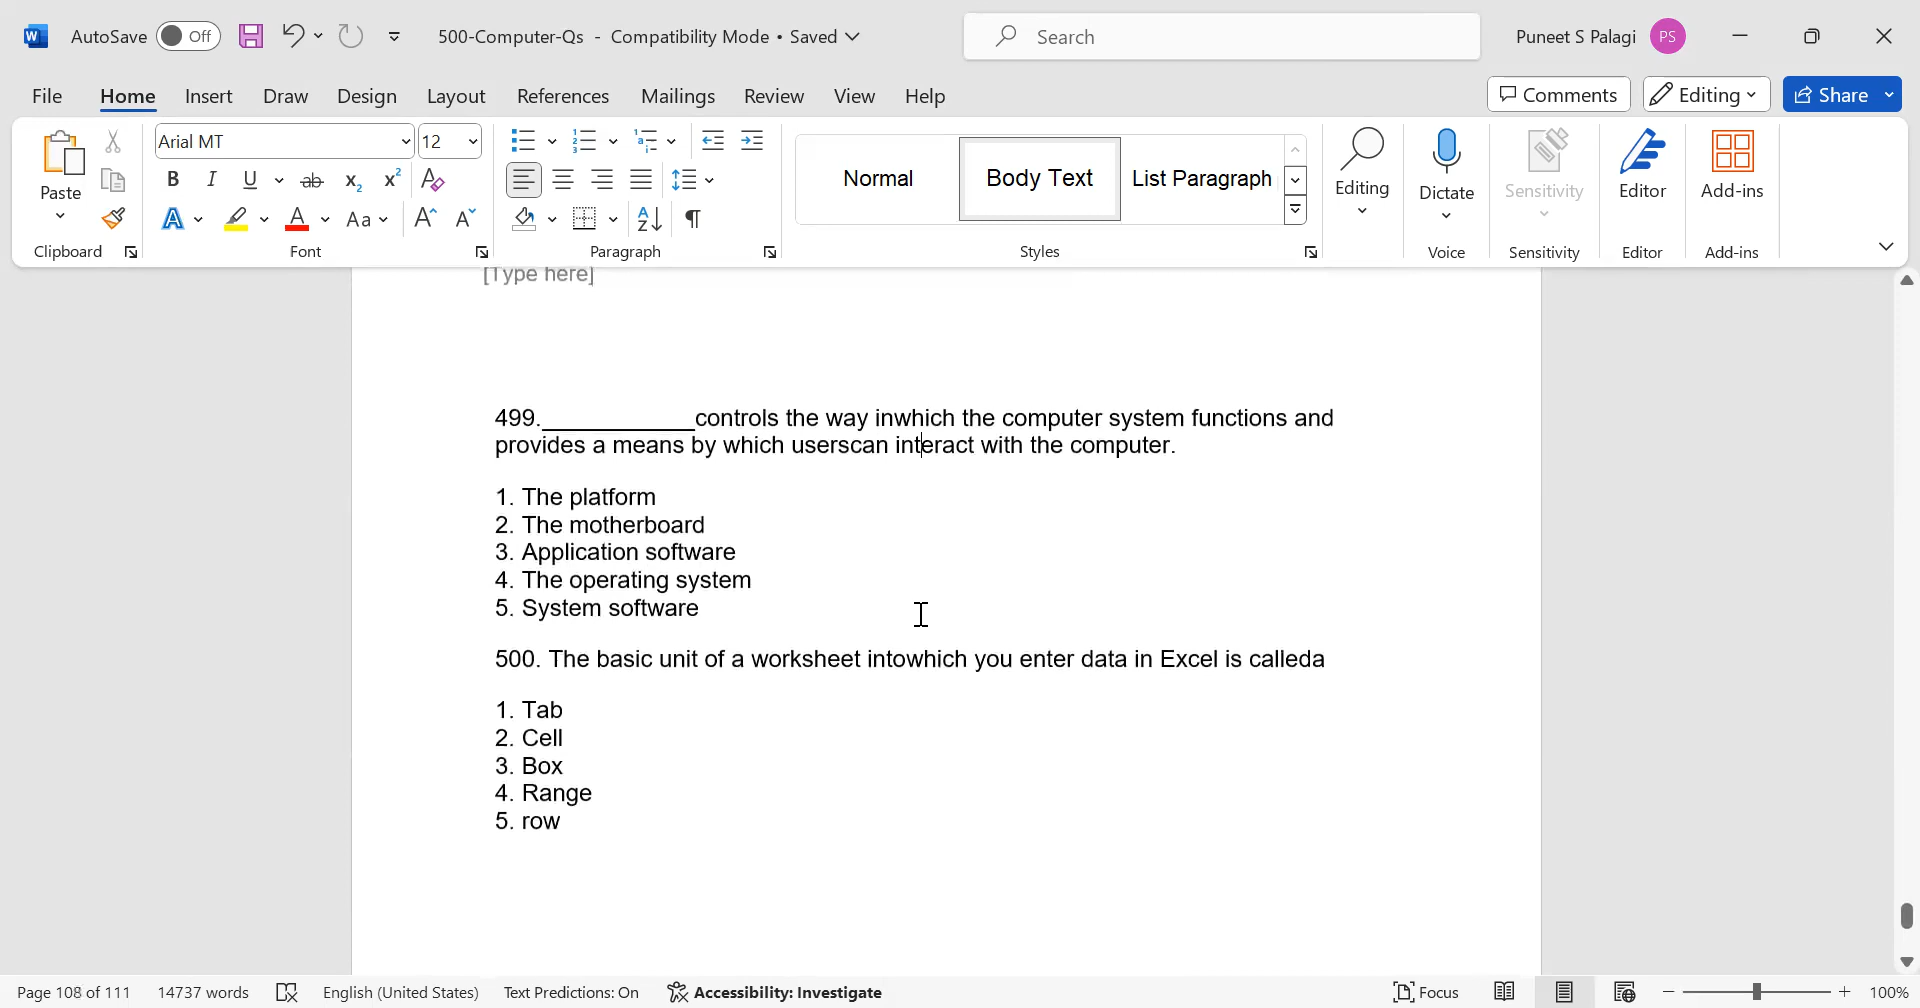 AutoSave Off 500-Computer-Qs - Compatibility Mode • Saved Search Puneet S Palagi PS
File Home Insert Draw Design Layout References Mailings Review View Help Comments Editing Share
Arial MT 12
Paste Normal Body Text List Paragraph Editing Dictate Sensitivity Editor Add-ins
Clipboard Font Paragraph Styles Voice Sensitivity Editor Add-ins
[Type here]
499.____________controls the way inwhich the computer system functions and
provides a means by which userscan interact with the computer.
1. The platform
2. The motherboard
3. Application software
4. The operating system
5. System software
500. The basic unit of a worksheet intowhich you enter data in Excel is calleda
1. Tab
2. Cell
3. Box
4. Range
5. row
Page 108 of 111 14737 words English (United States) Text Predictions: On Accessibility: Investigate Focus 100%